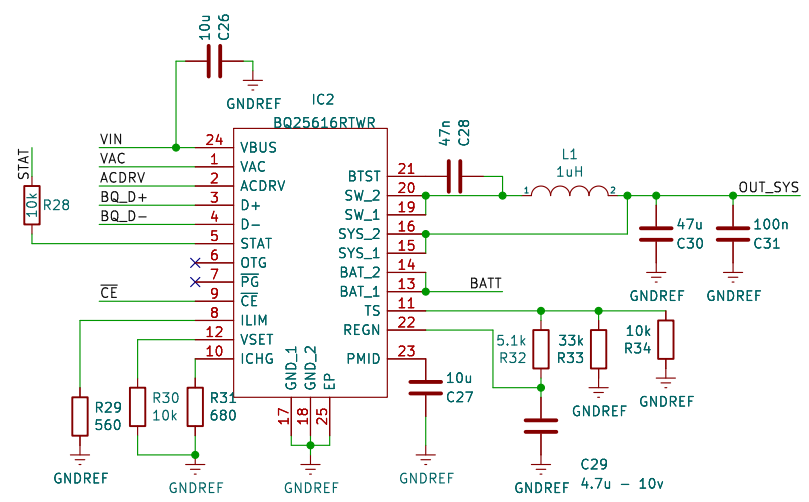 10u
C26
GNDREF
IC2
BQ25616RTWR
VIN
24
VBUS
VAC
1
VAC
ACDRV
2
ACDRV
BQ_D+
3
D+
BQ_D-
4
D-
STAT
10k
R28
5
STAT
6
OTG
7
PG
CE
9
CE
8
ILIM
12
VSET
10
ICHG
BTST
21
47n
C28
SW_2
20
SW_1
19
SYS_2
16
SYS_1
15
BAT_2
14
BAT_1
13
BATT
TS
11
REGN
22
PMID
23
L1
1uH
1
2
OUT_SYS
47u
C30
GNDREF
100n
C31
GNDREF
5.1k
R32
33k
R33
GNDREF
10k
R34
GNDREF
10u
C27
GNDREF
C29
4.7u - 10v
GNDREF
GND_1
GND_2
EP
17
18
25
GNDREF
R29
560
GNDREF
R30
10k
R31
680
GNDREF